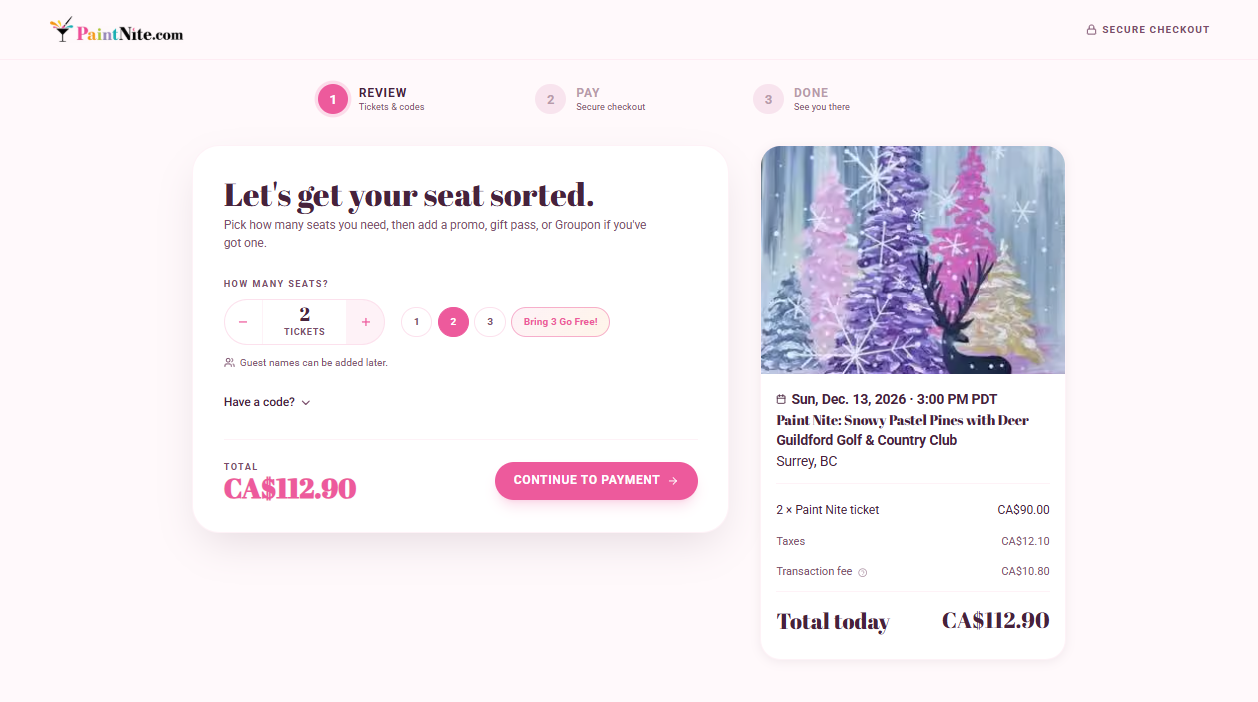 PaintNite.com
SECURE CHECKOUT
1
REVIEW
Tickets & codes
2
PAY
Secure checkout
3
DONE
See you there
Let's get your seat sorted.
Pick how many seats you need, then add a promo, gift pass, or Groupon if you've
got one.
HOW MANY SEATS?
−
2
TICKETS
+
1
2
3
Bring 3 Go Free!
Guest names can be added later.
Have a code?
TOTAL
CA$112.90
CONTINUE TO PAYMENT →
Sun, Dec. 13, 2026 · 3:00 PM PDT
Paint Nite: Snowy Pastel Pines with Deer
Guildford Golf & Country Club
Surrey, BC
2 × Paint Nite ticket CA$90.00
Taxes CA$12.10
Transaction fee ? CA$10.80
Total today CA$112.90